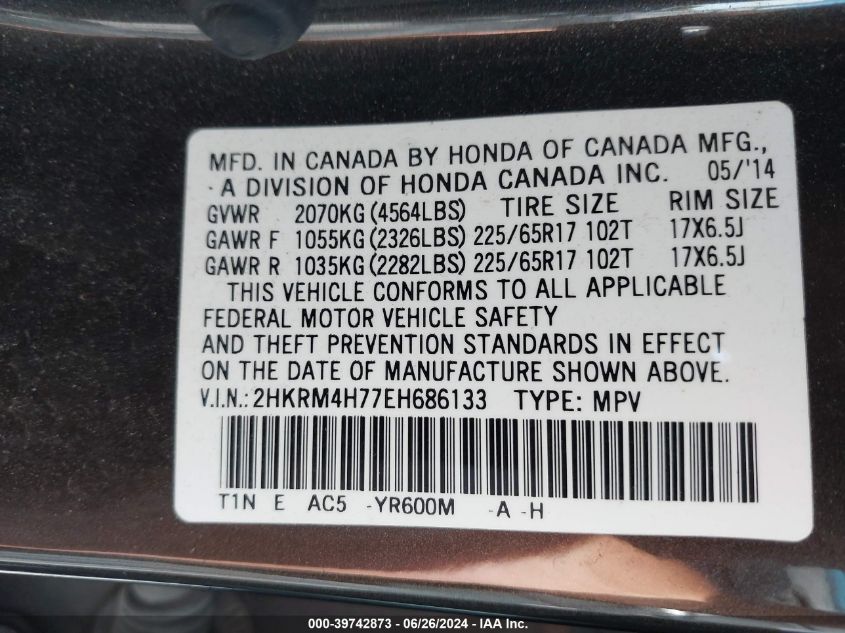 MFD. IN CANADA BY HONDA OF CANADA MFG.,
A DIVISION OF HONDA CANADA INC. 05/'14
GVWR 2070KG (4564LBS) TIRE SIZE RIM SIZE
GAWR F 1055KG (2326LBS) 225/65R17 102T 17X6.5J
GAWR R 1035KG (2282LBS) 225/65R17 102T 17X6.5J
THIS VEHICLE CONFORMS TO ALL APPLICABLE
FEDERAL MOTOR VEHICLE SAFETY
AND THEFT PREVENTION STANDARDS IN EFFECT
ON THE DATE OF MANUFACTURE SHOWN ABOVE.
V.I.N.: 2HKRM4H77EH686133 TYPE: MPV
T1N E AC5 -YR600M -A -H
000-39742873 - 06/26/2024 - IAA Inc.